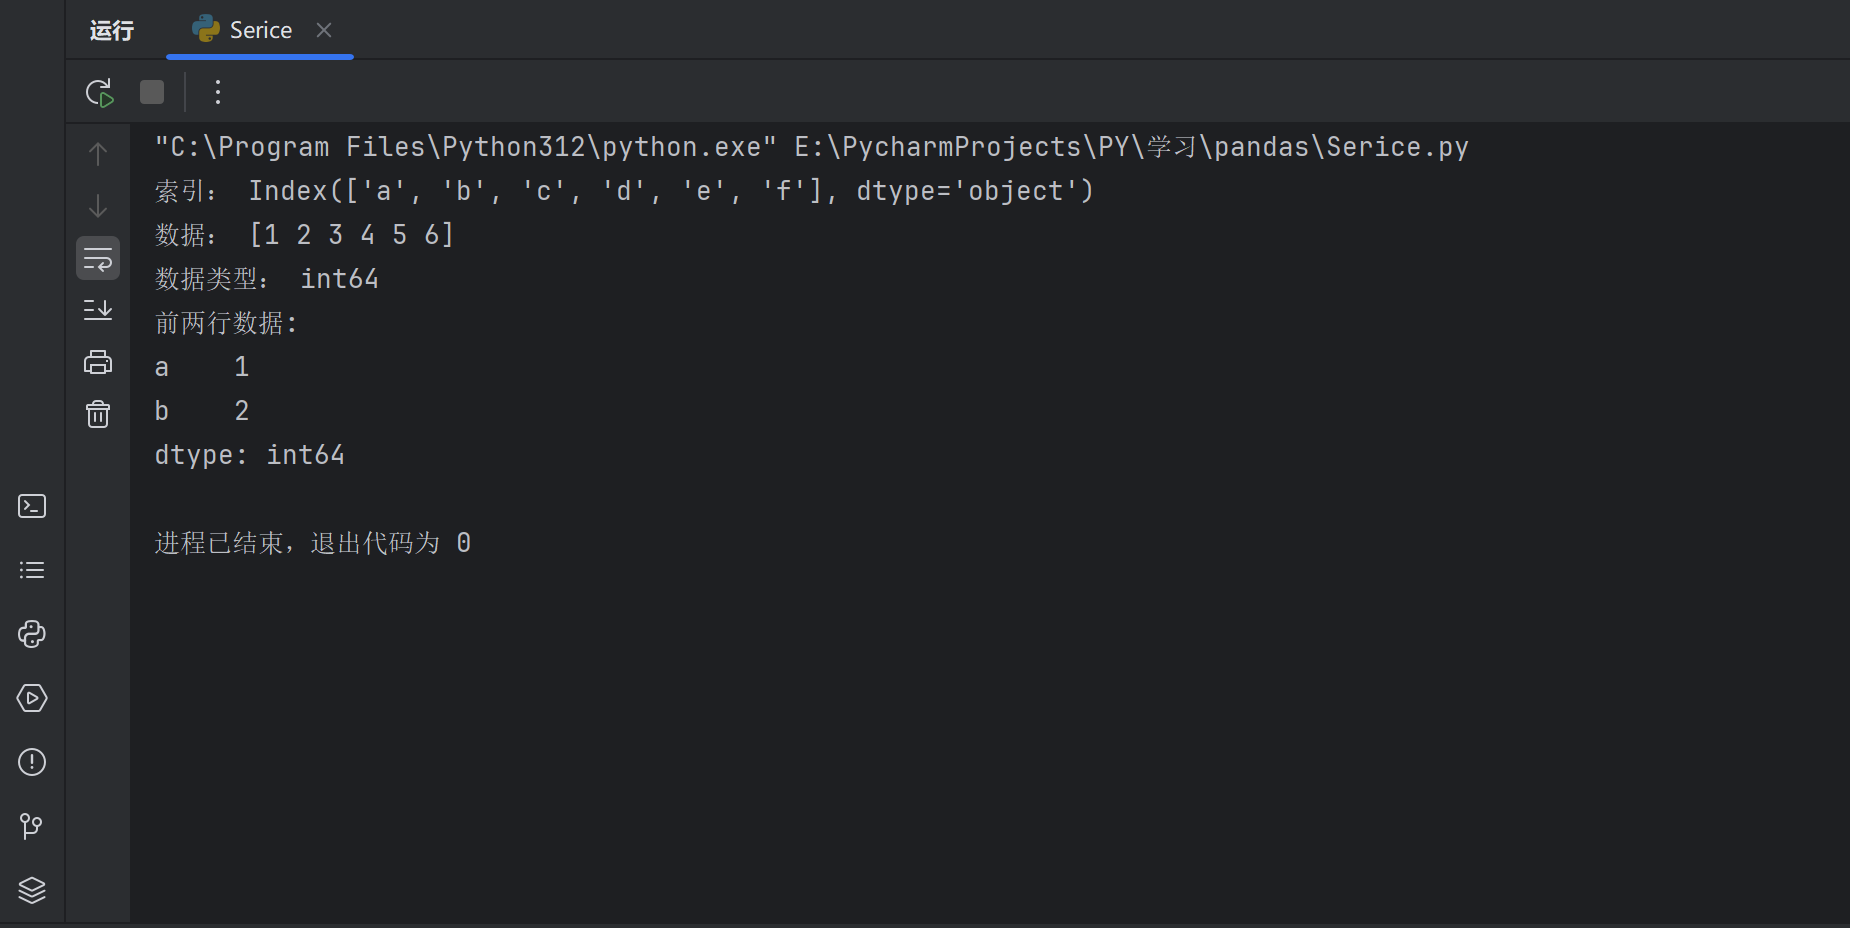 运行 Serice
"C:\Program Files\Python312\python.exe" E:\PycharmProjects\PY\学习\pandas\Serice.py
索引： Index(['a', 'b', 'c', 'd', 'e', 'f'], dtype='object')
数据： [1 2 3 4 5 6]
数据类型： int64
前两行数据:
a    1
b    2
dtype: int64
进程已结束，退出代码为 0